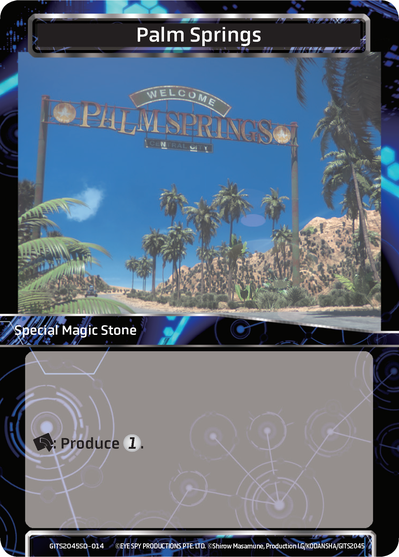 Palm Springs
WELCOME
PALM SPRINGS
Special Magic Stone
: Produce 1.
GITS2045SD-014 ©EYE SPY PRODUCTIONS PTE. LTD. ©Shirow Masamune, Production I.G/KODANSHA/GITS2045